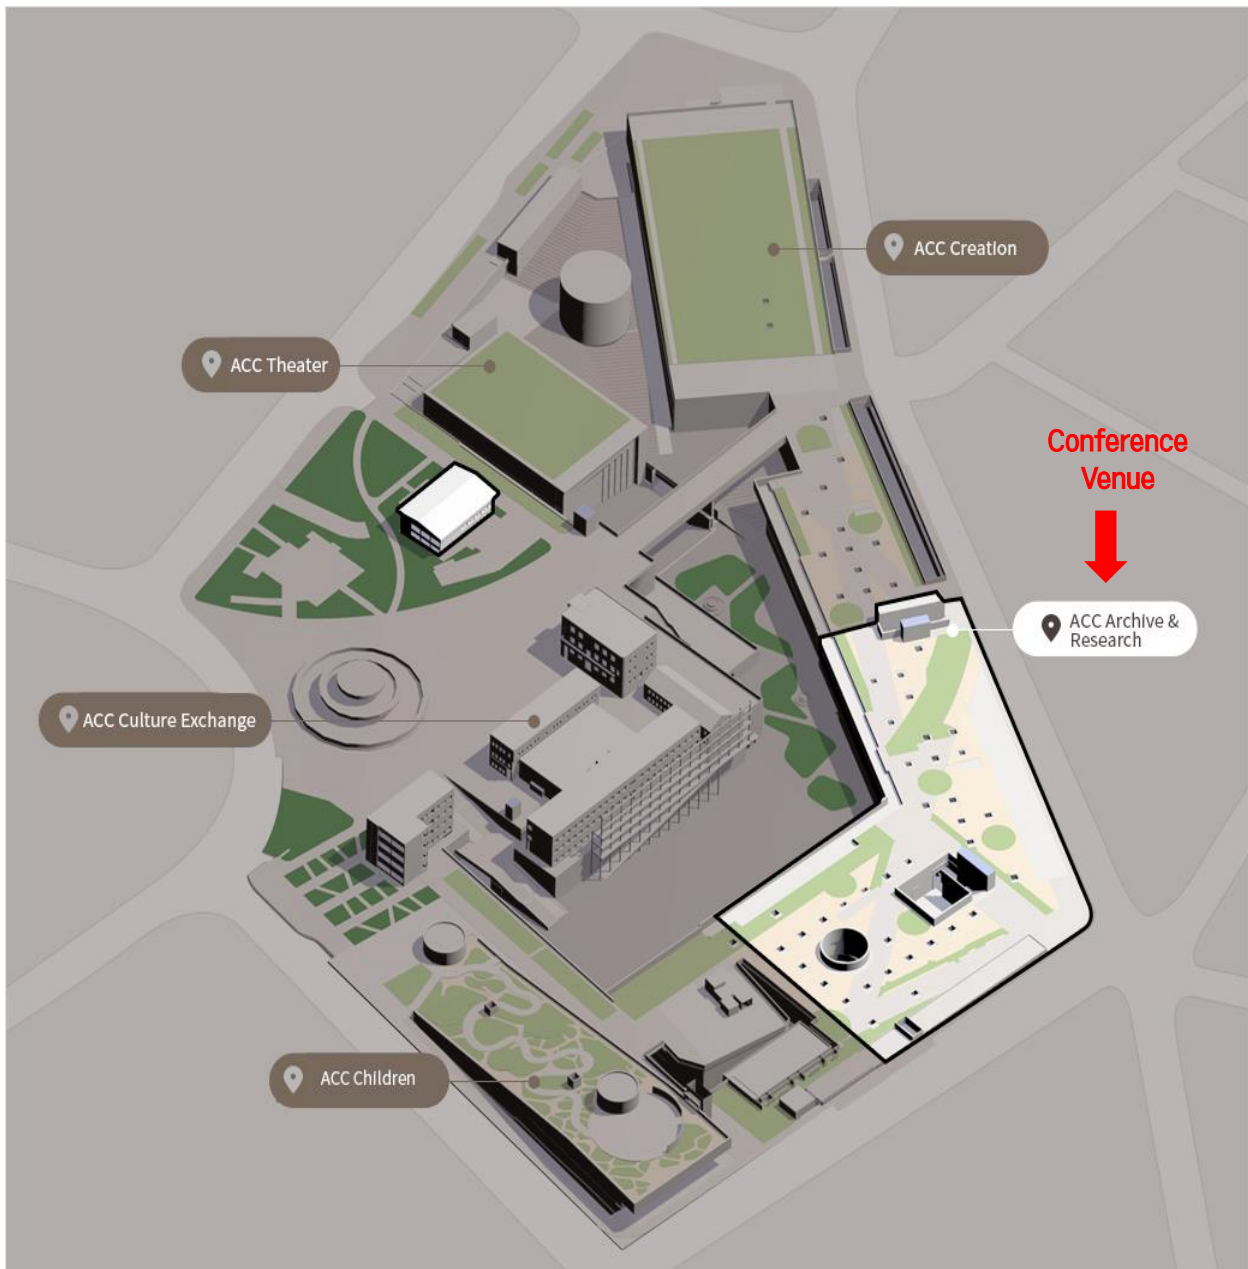 ACC Creation
ACC Theater
Conference
Venue
ACC Archive &
Research
ACC Culture Exchange
ACC Children